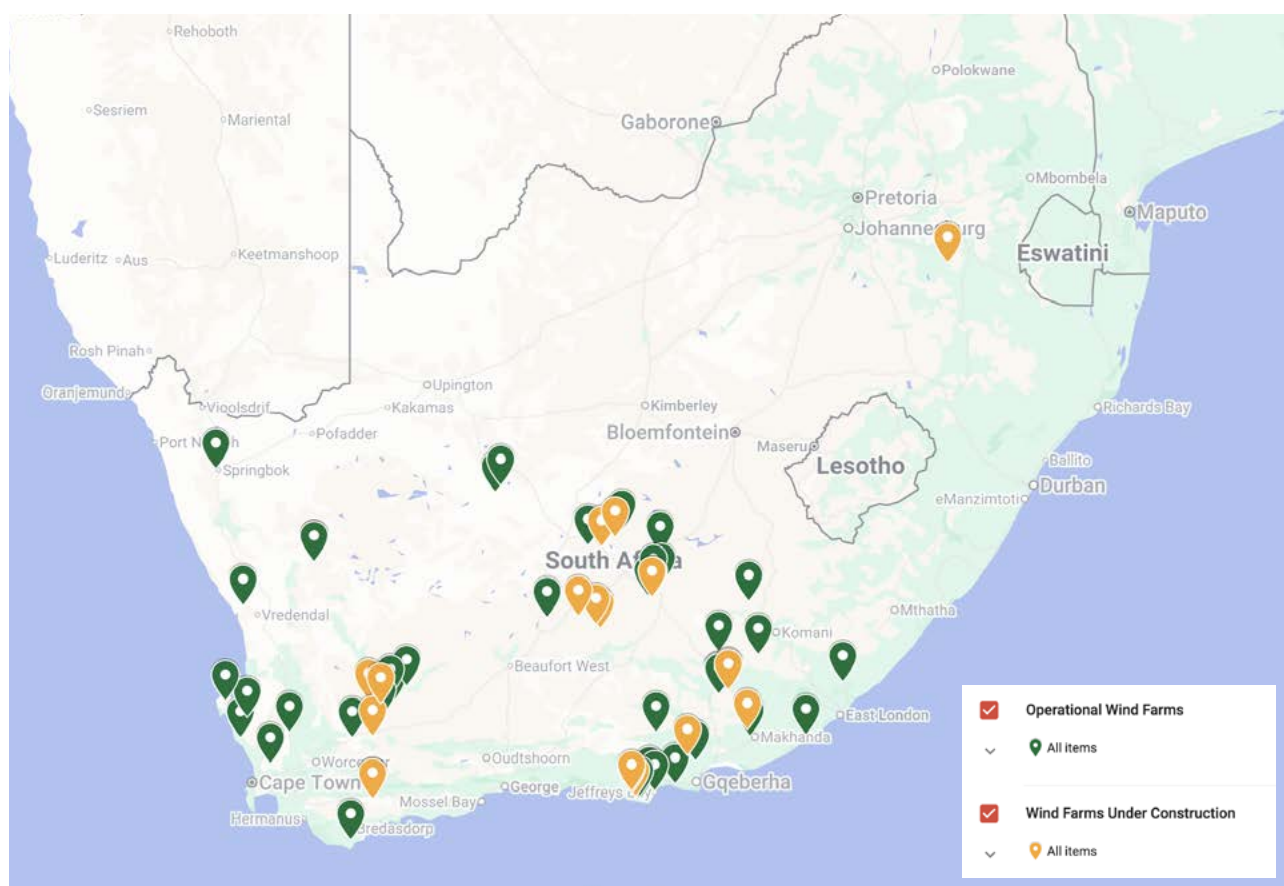 Rehoboth
Polokwane
Sesriem
Mariental
Gaborone
Mbombela
Pretoria
Maputo
Johannesburg
Eswatini
Keetmanshoop
Luderitz
Aus
Rosh Pinah
Upington
Oranjemund
Vioolsdrif
Kakamas
Kimberley
Richards Bay
Port N
th
Pofadder
Bloemfontein
Maseru
Ballito
Springbok
Lesotho
Durban
eManzimtoti
South Af
a
Mthatha
Vredendal
Komani
Beaufort West
East London
Operational Wind Farms
Makhanda
All items
Worcester
Oudtshoorn
Cape Town
George
Jeffreys Bay
Gqeberha
Mossel Bay
Hermanus
Bredasdorp
Wind Farms Under Construction
All items